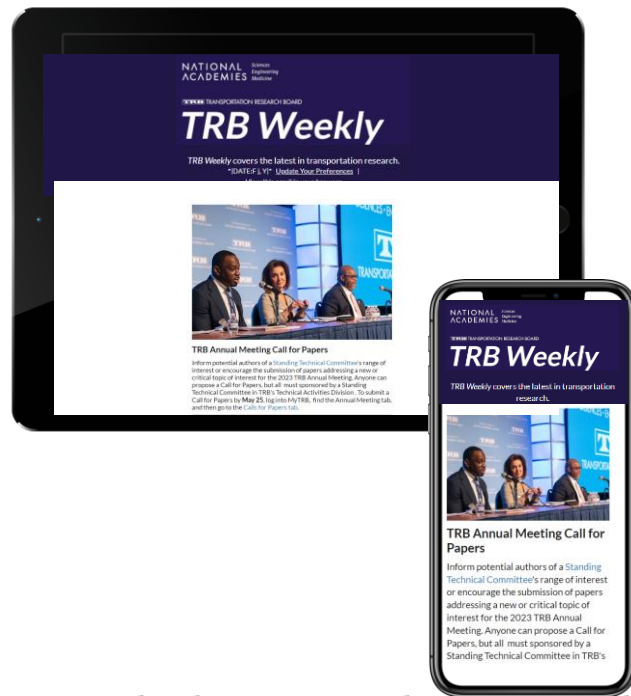 NATIONAL
ACADEMIES
Sciences
Engineering
Medicine
TRB TRANSPORTATION RESEARCH BOARD
TRB Weekly
TRB Weekly covers the latest in transportation research.
*|DATE:F j, Y|* Update Your Preferences |
TRB Annual Meeting Call for Papers
Inform potential authors of a Standing Technical Committee's range of
interest or encourage the submission of papers addressing a new or
critical topic of interest for the 2023 TRB Annual Meeting. Anyone can
propose a Call for Papers, but all must sponsored by a Standing
Technical Committee in TRB's Technical Activities Division . To submit a
Call for Papers by May 25, log into MyTRB, find the Annual Meeting tab,
and then go to the Calls for Papers tab.
NATIONAL
ACADEMIES
Sciences
Engineering
Medicine
TRB TRANSPORTATION RESEARCH BOARD
TRB Weekly
TRB Weekly covers the latest in transportation
research.
TRB Annual Meeting Call for
Papers
Inform potential authors of a Standing
Technical Committee's range of interest
or encourage the submission of papers
addressing a new or critical topic of
interest for the 2023 TRB Annual
Meeting. Anyone can propose a Call for
Papers, but all must sponsored by a
Standing Technical Committee in TRB's